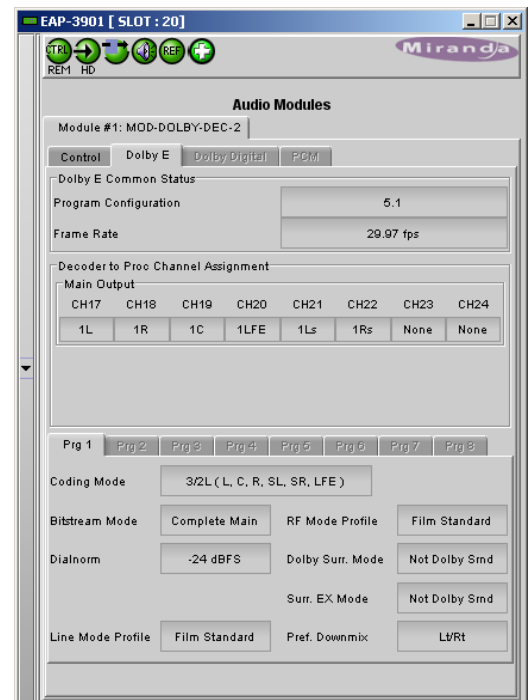 EAP-3901 [ SLOT : 20]
CTRL REF
REM HD
Miranda
Audio Modules
Module #1: MOD-DOLBY-DEC-2
Control Dolby E Dolby Digital PCM
Dolby E Common Status
Program Configuration 5.1
Frame Rate 29.97 fps
Decoder to Proc Channel Assignment
Main Output
CH17 CH18 CH19 CH20 CH21 CH22 CH23 CH24
1L 1R 1C 1LFE 1Ls 1Rs None None
Prg 1 Prg 2 Prg 3 Prg 4 Prg 5 Prg 6 Prg 7 Prg 8
Coding Mode 3/2L ( L, C, R, SL, SR, LFE )
Bitstream Mode Complete Main RF Mode Profile Film Standard
Dialnorm -24 dBFS Dolby Surr. Mode Not Dolby Srnd
Surr. EX Mode Not Dolby Srnd
Line Mode Profile Film Standard Pref. Downmix Lt/Rt